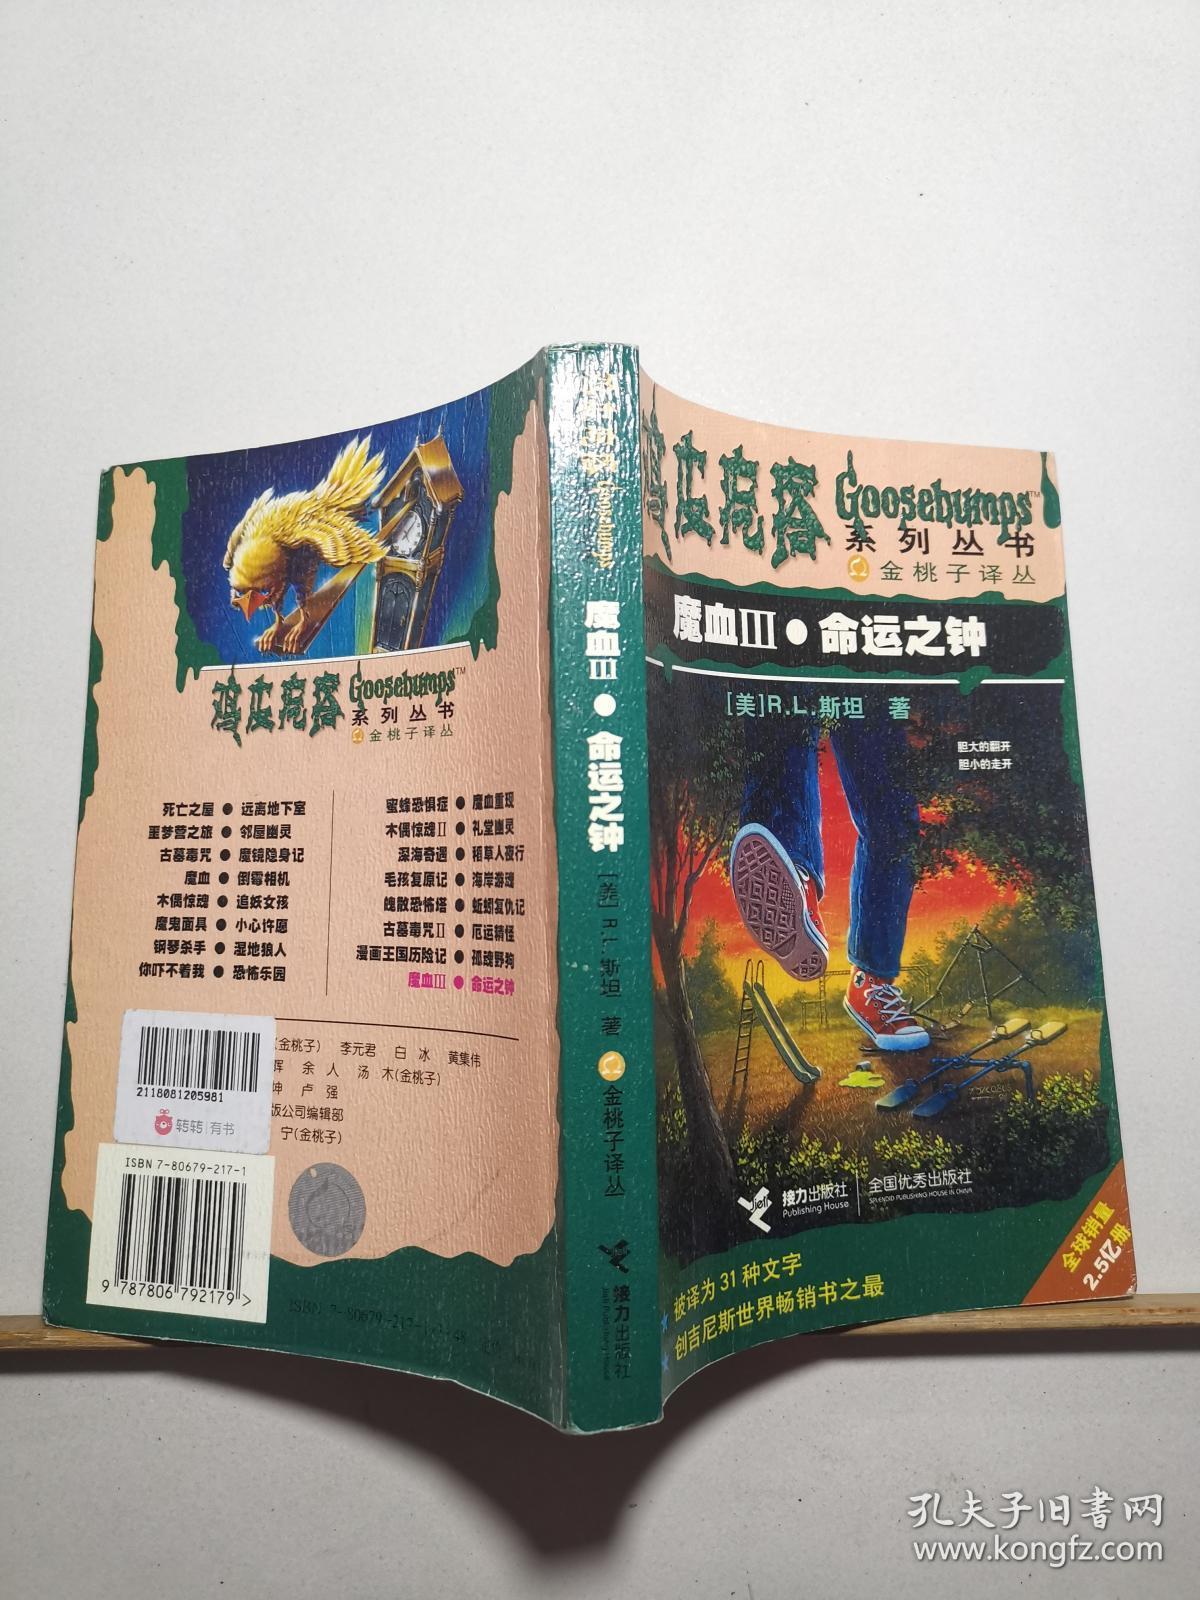 鸡皮疙瘩
Goosebumps™
系列丛书
金桃子译丛
魔血III●命运之钟
[美]R.L.斯坦 著
胆大的翻开
胆小的走开
jieli
接力出版社
Publishing House
全国优秀出版社
SPLENDID PUBLISHING HOUSE IN CHINA
全球销量
2.5亿册
被译为31种文字
创吉尼斯世界畅销书之最
鸡皮疙瘩
Goosebumps
魔血III●命运之钟
[美]R.L.斯坦 著
金桃子译丛
接力出版社
鸡皮疙瘩
Goosebumps™
系列丛书
金桃子译丛
死亡之屋●远离地下室
噩梦营之旅●邻屋幽灵
古墓毒咒●魔镜隐身记
魔血●倒霉相机
木偶惊魂●追妖女孩
魔鬼面具●小心许愿
钢琴杀手●湿地狼人
你吓不着我●恐怖乐园
蜜蜂恐惧症●魔血重现
木偶惊魂II●礼堂幽灵
深海奇遇●稻草人夜行
毛孩复原记●海岸游魂
魄散恐怖塔●蚯蚓复仇记
古墓毒咒II●厄运精怪
漫画王国历险记●孤魂野狗
魔血III●命运之钟
(金桃子) 李元君 白冰 黄集伟
辉 余人 汤木(金桃子)
坤 卢强
版公司编辑部
宁(金桃子)
2118081205981
转转|有书
ISBN 7-80679-217-1
9 787806 792179 >
孔夫子旧书网
www.kongfz.com